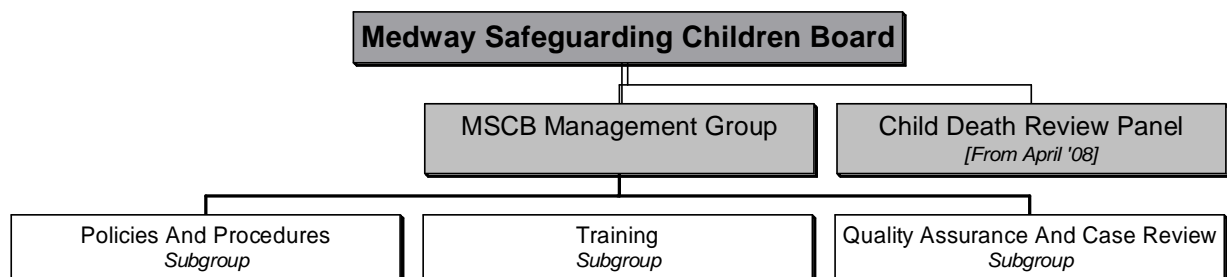 Medway Safeguarding Children Board
MSCB Management Group
Child Death Review Panel
[From April '08]
Policies And Procedures
Subgroup
Training
Subgroup
Quality Assurance And Case Review
Subgroup